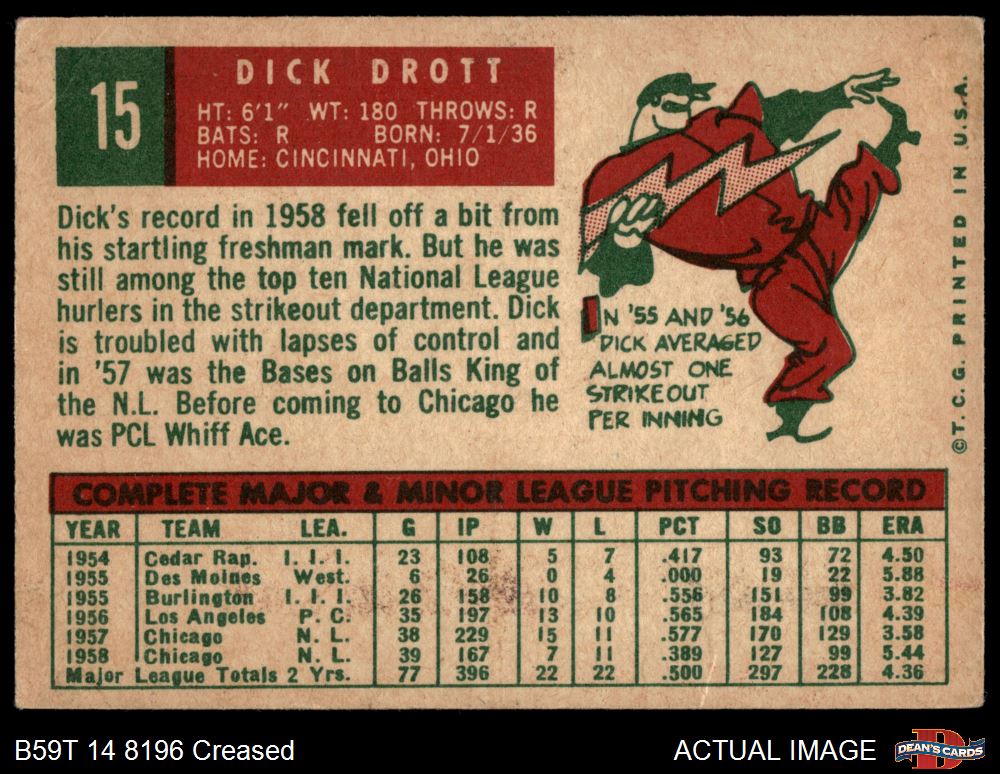 15
DICK DROTT
HT: 6'1" WT: 180 THROWS: R
BATS: R BORN: 7/1/36
HOME: CINCINNATI, OHIO
Dick's record in 1958 fell off a bit from
his startling freshman mark. But he was
still among the top ten National League
hurlers in the strikeout department. Dick
is troubled with lapses of control and
in '57 was the Bases on Balls King of
the N.L. Before coming to Chicago he
was PCL Whiff Ace.
IN '55 AND '56
DICK AVERAGED
ALMOST ONE
STRIKEOUT
PER INNING
©T. C. G. PRINTED IN U.S.A.
COMPLETE MAJOR & MINOR LEAGUE PITCHING RECORD
YEAR TEAM LEA. G IP W L PCT SO BB ERA
1954 Cedar Rap. I. I. I. 23 108 5 7 .417 93 72 4.50
1955 Des Moines West. 6 26 0 4 .000 19 22 5.88
1955 Burlington I. I. I. 26 158 10 8 .556 151 99 3.82
1956 Los Angeles P. C. 35 197 13 10 .565 184 108 4.39
1957 Chicago N. L. 38 229 15 11 .577 170 129 3.58
1958 Chicago N. L. 39 167 7 11 .389 127 99 5.44
Major League Totals 2 Yrs. 77 396 22 22 .500 297 228 4.36
B59T 14 8196 Creased
ACTUAL IMAGE
D
DEAN'S CARDS